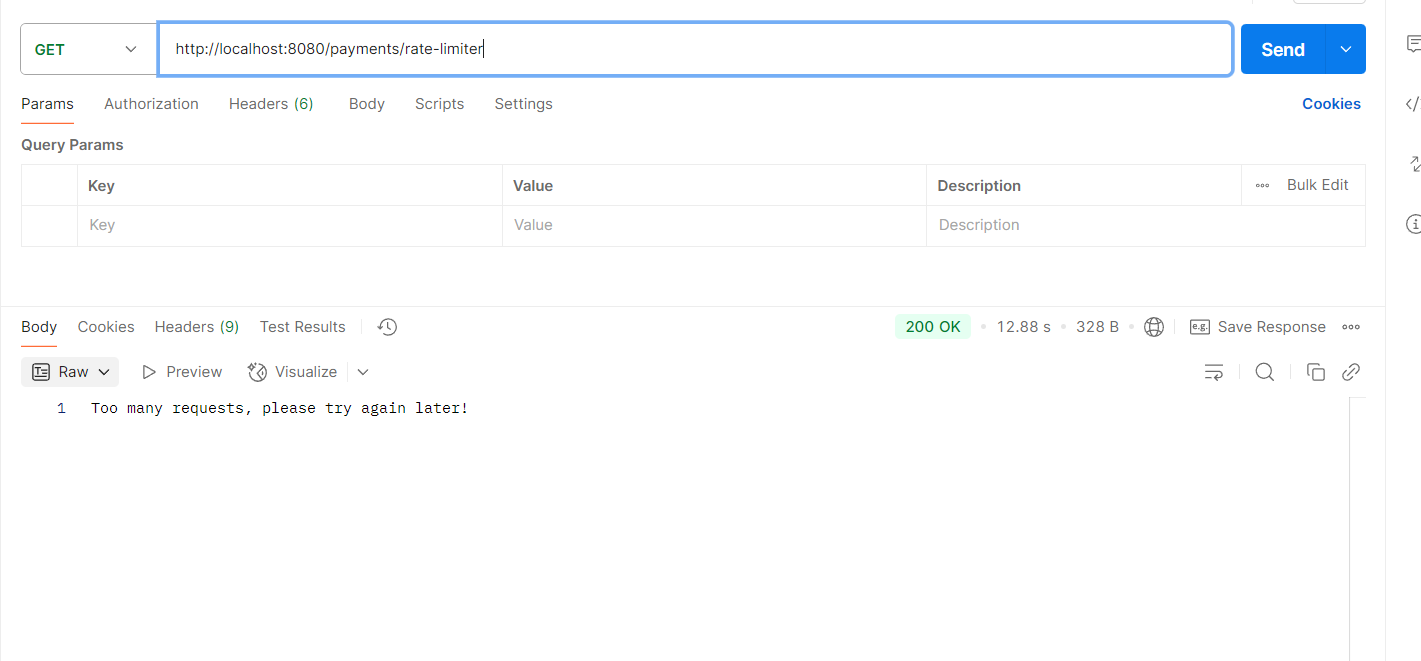 GET http://localhost:8080/payments/rate-limiter Send
Params Authorization Headers (6) Body Scripts Settings Cookies
Query Params
Key Value Description Bulk Edit
Key Value Description
Body Cookies Headers (9) Test Results 200 OK 12.88 s 328 B e.g. Save Response
Raw Preview Visualize
1 Too many requests, please try again later!